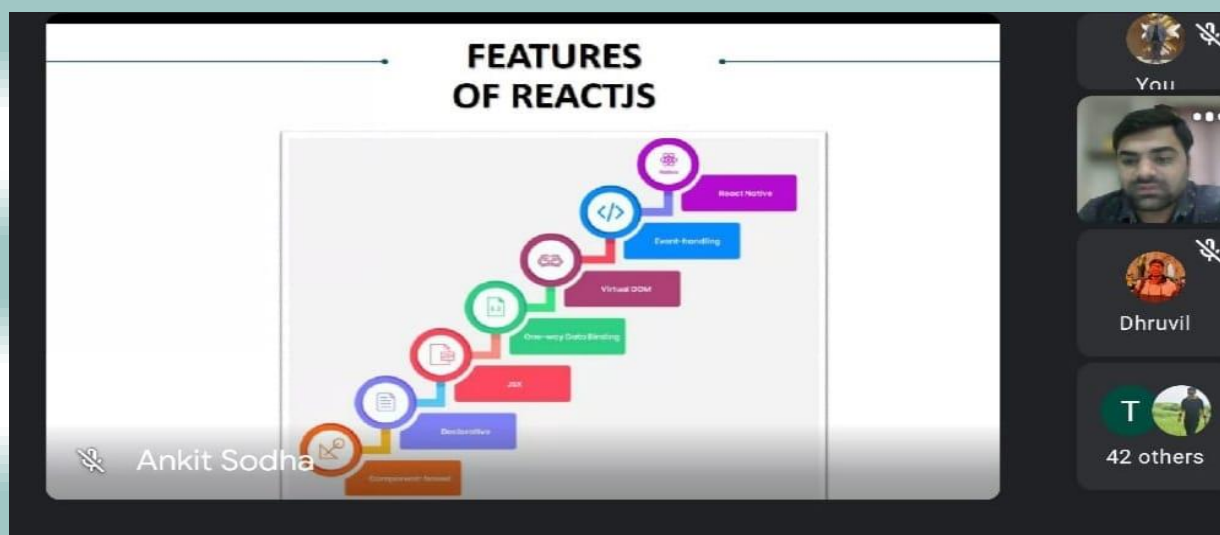 FEATURES
OF REACTJS
React Native
Event-handling
Virtual DOM
One-way Data Binding
JSX
Declarative
Component-based
Ankit Sodha
You
Dhruvil
T
42 others